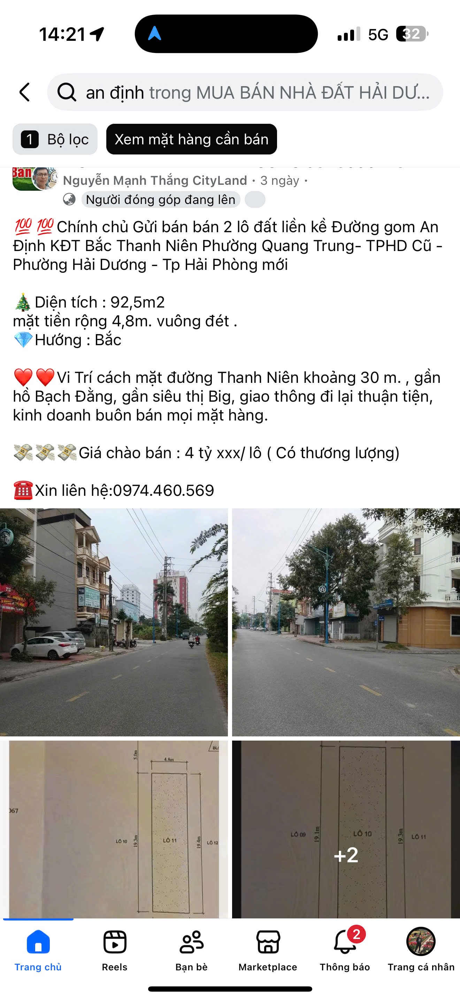 14:21
5G
32
an định trong MUA BÁN NHÀ ĐẤT HẢI DƯ...
1 Bộ lọc
Xem mặt hàng cần bán
Bán
Nguyễn Mạnh Thắng CityLand · 3 ngày ·
Người đóng góp đang lên
💯 💯Chính chủ Gửi bán bán 2 lô đất liền kề Đường gom An
Định KĐT Bắc Thanh Niên Phường Quang Trung- TPHD Cũ -
Phường Hải Dương - Tp Hải Phòng mới
🎄Diện tích : 92,5m2
mặt tiền rộng 4,8m. vuông đét .
💎Hướng : Bắc
❤️❤️Vi Trí cách mặt đường Thanh Niên khoảng 30 m. , gần
hồ Bạch Đằng, gần siêu thị Big, giao thông đi lại thuận tiện,
kinh doanh buôn bán mọi mặt hàng.
💸💸💸Giá chào bán : 4 tỷ xxx/ lô ( Có thương lượng)
☎️Xin liên hệ:0974.460.569
5.0m
4.8m
067
LÔ 10
19.3m
LÔ 11
19.4m
LÔ 12
LÔ 09
19.1m
LÔ 10
19.3m
LÔ 11
+2
2
Trang chủ
Reels
Bạn bè
Marketplace
Thông báo
Trang cá nhân